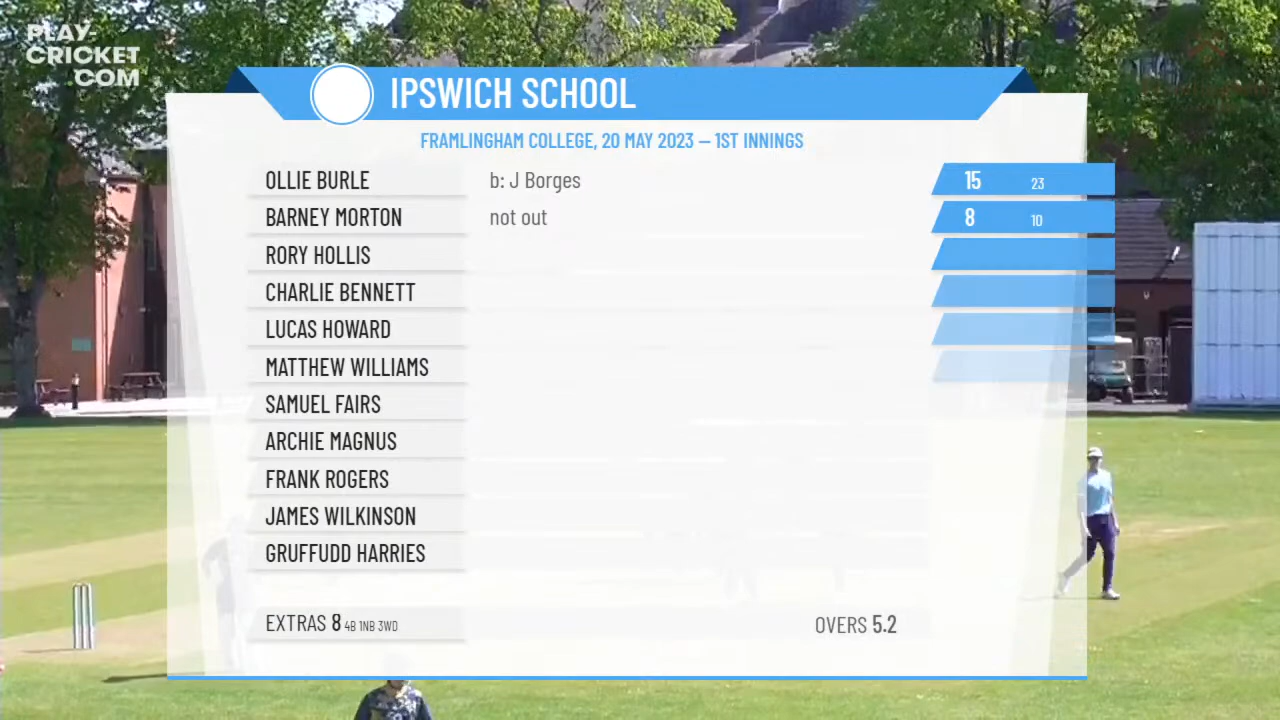 PLAY-
CRICKET
.COM
IPSWICH SCHOOL
FRAMLINGHAM COLLEGE, 20 MAY 2023 – 1ST INNINGS
OLLIE BURLE b: J Borges 15 23
BARNEY MORTON not out 8 10
RORY HOLLIS
CHARLIE BENNETT
LUCAS HOWARD
MATTHEW WILLIAMS
SAMUEL FAIRS
ARCHIE MAGNUS
FRANK ROGERS
JAMES WILKINSON
GRUFFUDD HARRIES
EXTRAS 8 4B 1NB 3WD OVERS 5.2